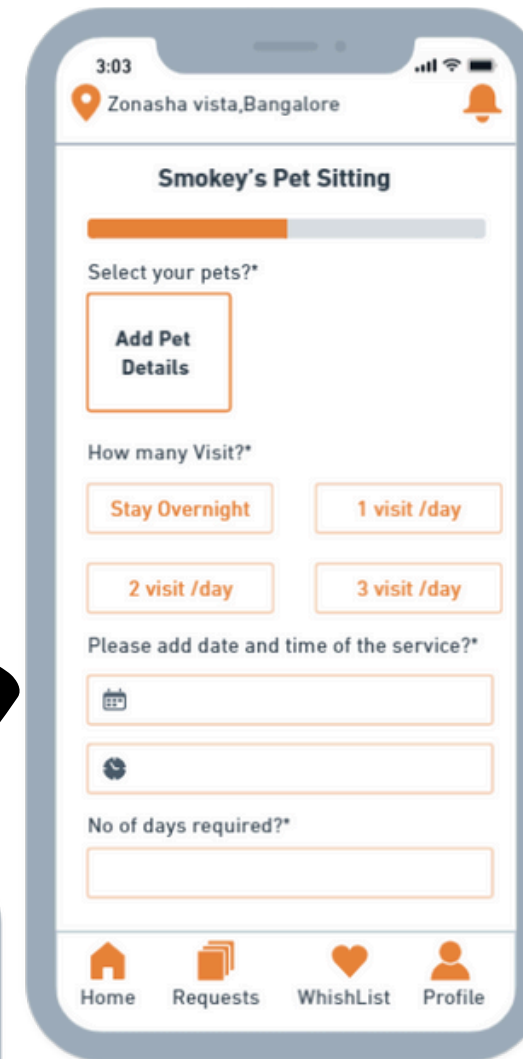 3:03
Zonasha vista,Bangalore
Smokey's Pet Sitting
Select your pets?*
Add Pet
Details
How many Visit?*
Stay Overnight
1 visit /day
2 visit /day
3 visit /day
Please add date and time of the service?*
No of days required?*
Home
Requests
WhishList
Profile